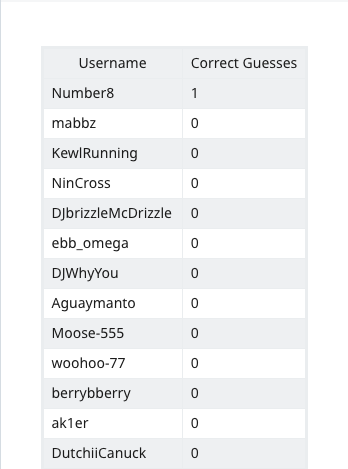 Username Correct Guesses
Number8 1
mabbz 0
KewlRunning 0
NinCross 0
DJbrizzleMcDrizzle 0
ebb_omega 0
DJWhyYou 0
Aguaymanto 0
Moose-555 0
woohoo-77 0
berrybberry 0
ak1er 0
DutchiiCanuck 0